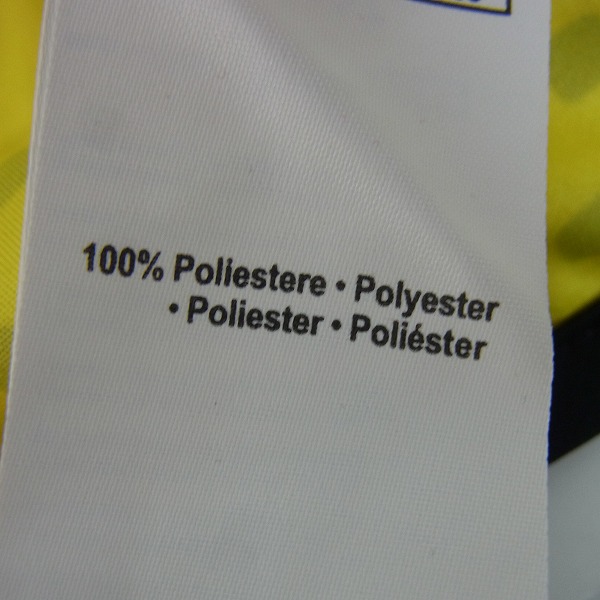 100% Poliestere • Polyester
• Poliester • Poliéster